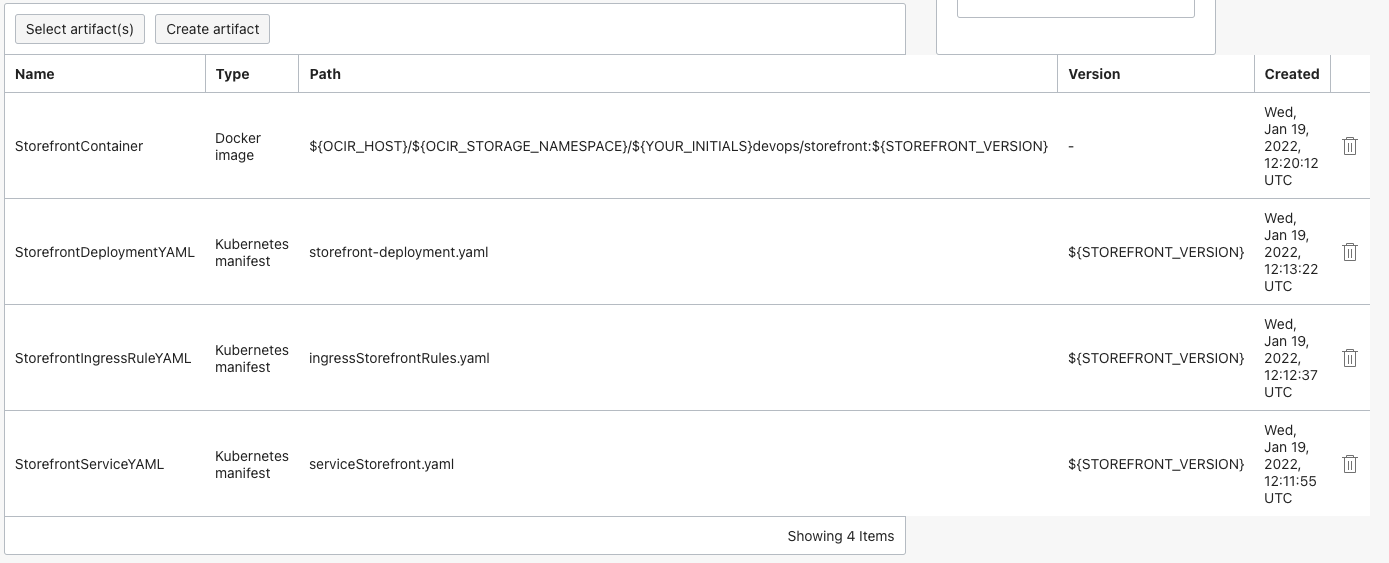 Select artifact(s) Create artifact
Name Type Path Version Created
StorefrontContainer Docker image ${OCIR_HOST}/${OCIR_STORAGE_NAMESPACE}/${YOUR_INITIALS}devops/storefront:${STOREFRONT_VERSION} - Wed, Jan 19, 2022, 12:20:12 UTC
StorefrontDeploymentYAML Kubernetes manifest storefront-deployment.yaml ${STOREFRONT_VERSION} Wed, Jan 19, 2022, 12:13:22 UTC
StorefrontIngressRuleYAML Kubernetes manifest ingressStorefrontRules.yaml ${STOREFRONT_VERSION} Wed, Jan 19, 2022, 12:12:37 UTC
StorefrontServiceYAML Kubernetes manifest serviceStorefront.yaml ${STOREFRONT_VERSION} Wed, Jan 19, 2022, 12:11:55 UTC
Showing 4 Items